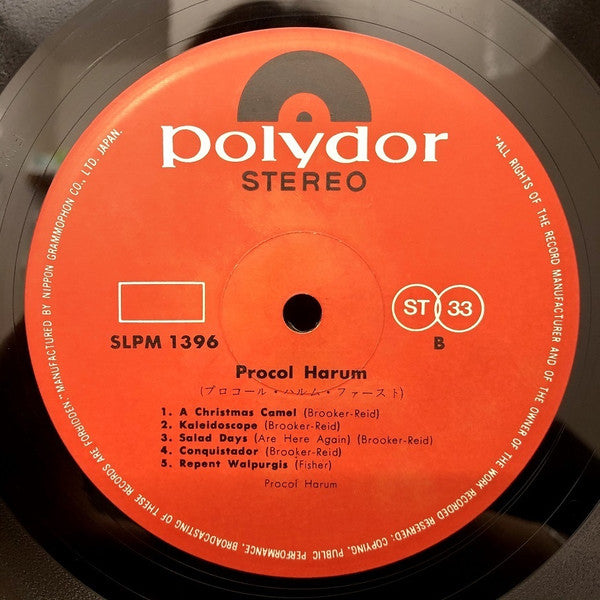 polydor
STEREO
SLPM 1396
ST 33
B
Procol Harum
(プロコール・ハルム・ファースト)
1. A Christmas Camel (Brooker-Reid)
2. Kaleidoscope (Brooker-Reid)
3. Salad Days (Are Here Again) (Brooker-Reid)
4. Conquistador (Brooker-Reid)
5. Repent Walpurgis (Fisher)
Procol Harum
"ALL RIGHTS OF THE RECORD MANUFACTURER AND OF THE OWNER OF THE WORK RECORDED RESERVED; COPYING, PUBLIC PERFORMANCE, BROADCASTING OF THESE RECORDS ARE FORBIDDEN" MANUFACTURED BY NIPPON GRAMMOPHON CO., LTD. JAPAN.